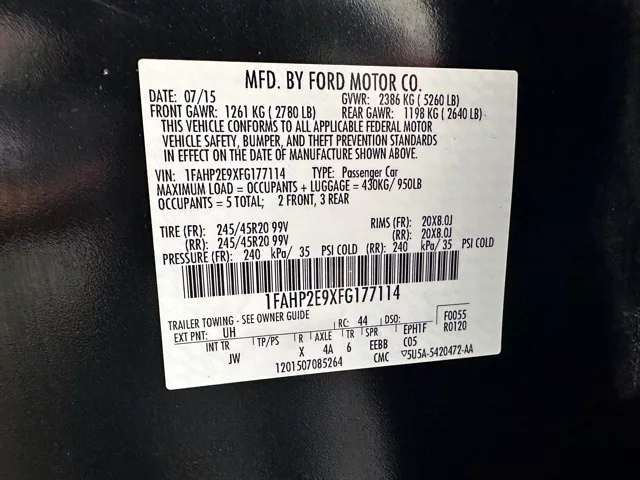 MFD. BY FORD MOTOR CO.
DATE: 07/15 GVWR: 2386 KG ( 5260 LB)
FRONT GAWR: 1261 KG ( 2780 LB) REAR GAWR: 1198 KG ( 2640 LB)
THIS VEHICLE CONFORMS TO ALL APPLICABLE FEDERAL MOTOR
VEHICLE SAFETY, BUMPER, AND THEFT PREVENTION STANDARDS
IN EFFECT ON THE DATE OF MANUFACTURE SHOWN ABOVE.
VIN: 1FAHP2E9XFG177114 TYPE: Passenger Car
MAXIMUM LOAD = OCCUPANTS + LUGGAGE = 430KG/ 950LB
OCCUPANTS = 5 TOTAL; 2 FRONT, 3 REAR
TIRE (FR): 245/45R20 99V RIMS (FR): 20X8.0J
(RR): 245/45R20 99V (RR): 20X8.0J
PRESSURE (FR): 240 kPa/ 35 PSI COLD (RR): 240 kPa/ 35 PSI COLD
1FAHP2E9XFG177114
TRAILER TOWING - SEE OWNER GUIDE
EXT PNT: UH RC: 44 DSO: F0055
R0120
INT TR TP/PS R AXLE TR SPR EPH1F
JW X 4A 6 EEBB C05
1201507085264 CMC ▽5U5A-5420472-AA